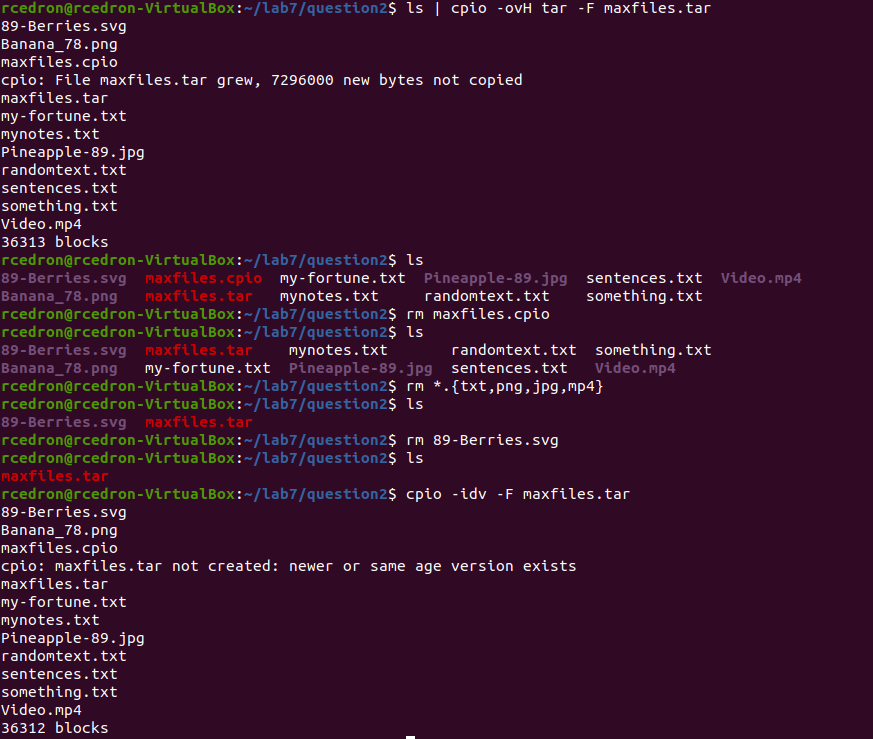 rcedron@rcedron-VirtualBox:~/lab7/question2$ ls | cpio -ovH tar -F maxfiles.tar
89-Berries.svg
Banana_78.png
maxfiles.cpio
cpio: File maxfiles.tar grew, 7296000 new bytes not copied
maxfiles.tar
my-fortune.txt
mynotes.txt
Pineapple-89.jpg
randomtext.txt
sentences.txt
something.txt
Video.mp4
36313 blocks
rcedron@rcedron-VirtualBox:~/lab7/question2$ ls
89-Berries.svg  maxfiles.cpio  my-fortune.txt  Pineapple-89.jpg  sentences.txt  Video.mp4
Banana_78.png   maxfiles.tar   mynotes.txt     randomtext.txt    something.txt
rcedron@rcedron-VirtualBox:~/lab7/question2$ rm maxfiles.cpio
rcedron@rcedron-VirtualBox:~/lab7/question2$ ls
89-Berries.svg  maxfiles.tar    mynotes.txt       randomtext.txt  something.txt
Banana_78.png   my-fortune.txt  Pineapple-89.jpg  sentences.txt   Video.mp4
rcedron@rcedron-VirtualBox:~/lab7/question2$ rm *.{txt,png,jpg,mp4}
rcedron@rcedron-VirtualBox:~/lab7/question2$ ls
89-Berries.svg  maxfiles.tar
rcedron@rcedron-VirtualBox:~/lab7/question2$ rm 89-Berries.svg
rcedron@rcedron-VirtualBox:~/lab7/question2$ ls
maxfiles.tar
rcedron@rcedron-VirtualBox:~/lab7/question2$ cpio -idv -F maxfiles.tar
89-Berries.svg
Banana_78.png
maxfiles.cpio
cpio: maxfiles.tar not created: newer or same age version exists
maxfiles.tar
my-fortune.txt
mynotes.txt
Pineapple-89.jpg
randomtext.txt
sentences.txt
something.txt
Video.mp4
36312 blocks